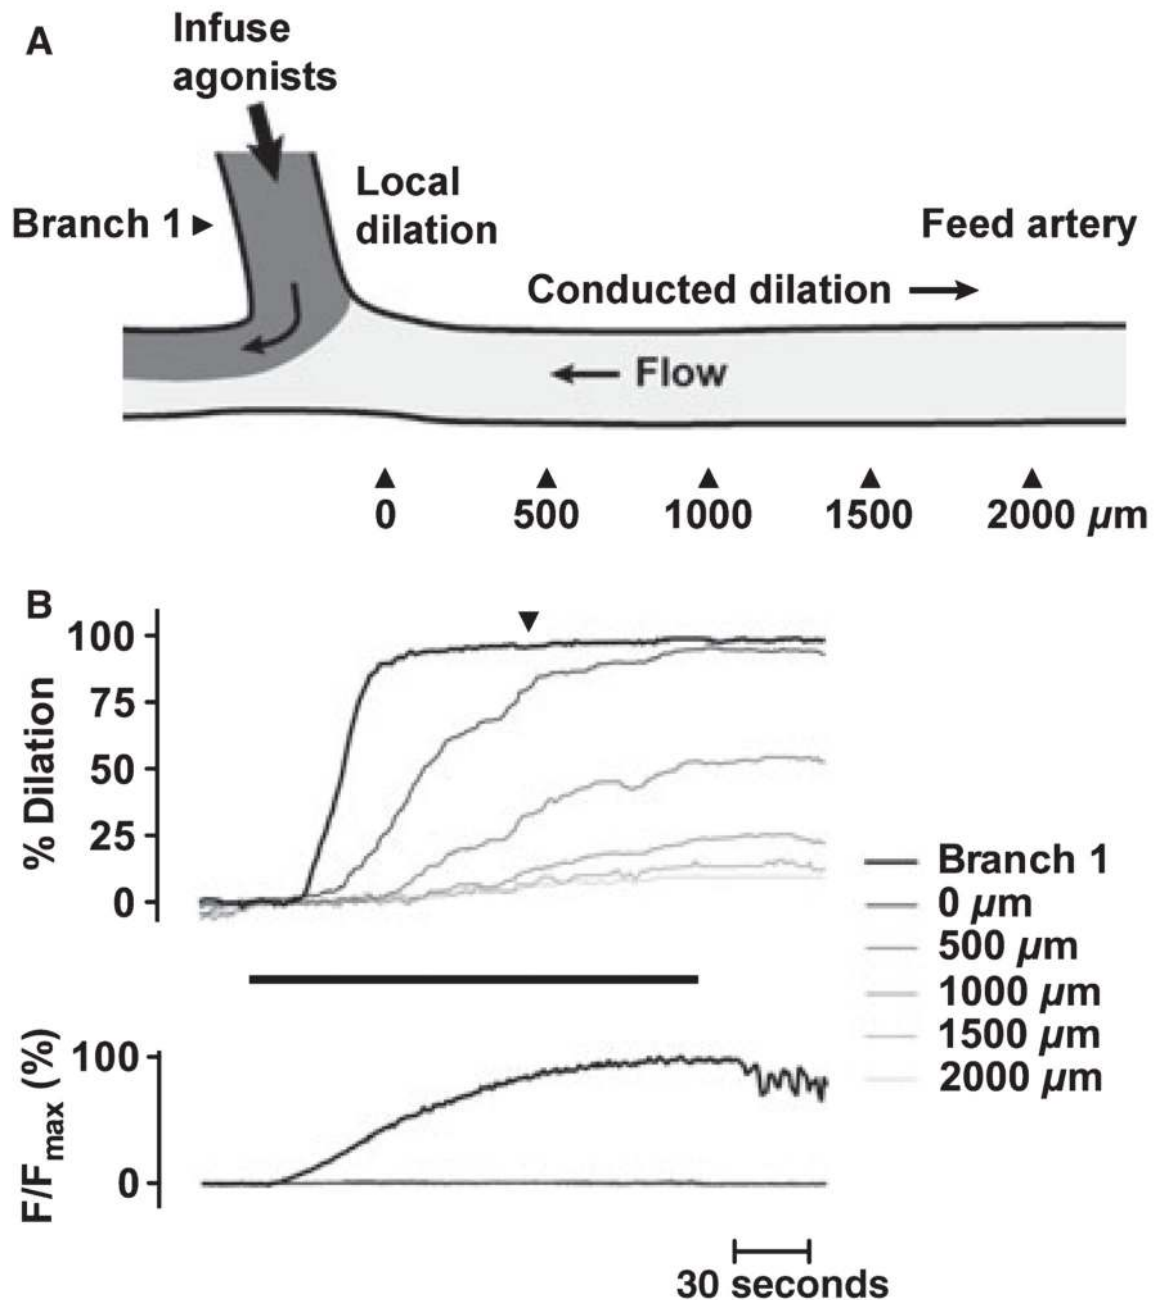 A
Infuse
agonists
Branch 1
Local
dilation
Feed artery
Conducted dilation
Flow
0 500 1000 1500 2000 µm
B
% Dilation
100
75
50
25
0
Branch 1
0 µm
500 µm
1000 µm
1500 µm
2000 µm
F/Fmax (%)
100
0
30 seconds